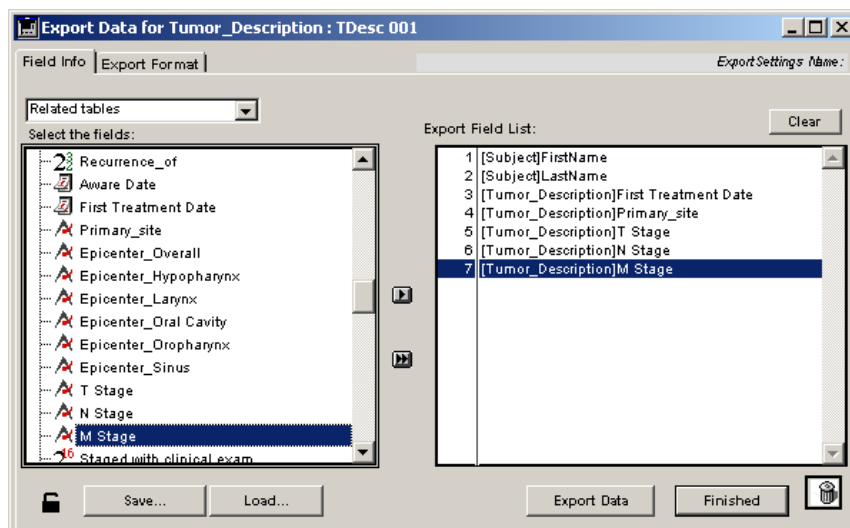 Export Data for Tumor_Description : TDesc 001
Field Info
Export Format
Export Settings Name:
Related tables
Select the fields:
Recurrence_of
Aware Date
First Treatment Date
Primary_site
Epicenter_Overall
Epicenter_Hypopharynx
Epicenter_Larynx
Epicenter_Oral Cavity
Epicenter_Oropharynx
Epicenter_Sinus
T Stage
N Stage
M Stage
Staged with clinical exam
Export Field List:
Clear
1 [Subject]FirstName
2 [Subject]LastName
3 [Tumor_Description]First Treatment Date
4 [Tumor_Description]Primary_site
5 [Tumor_Description]T Stage
6 [Tumor_Description]N Stage
7 [Tumor_Description]M Stage
Save...
Load...
Export Data
Finished